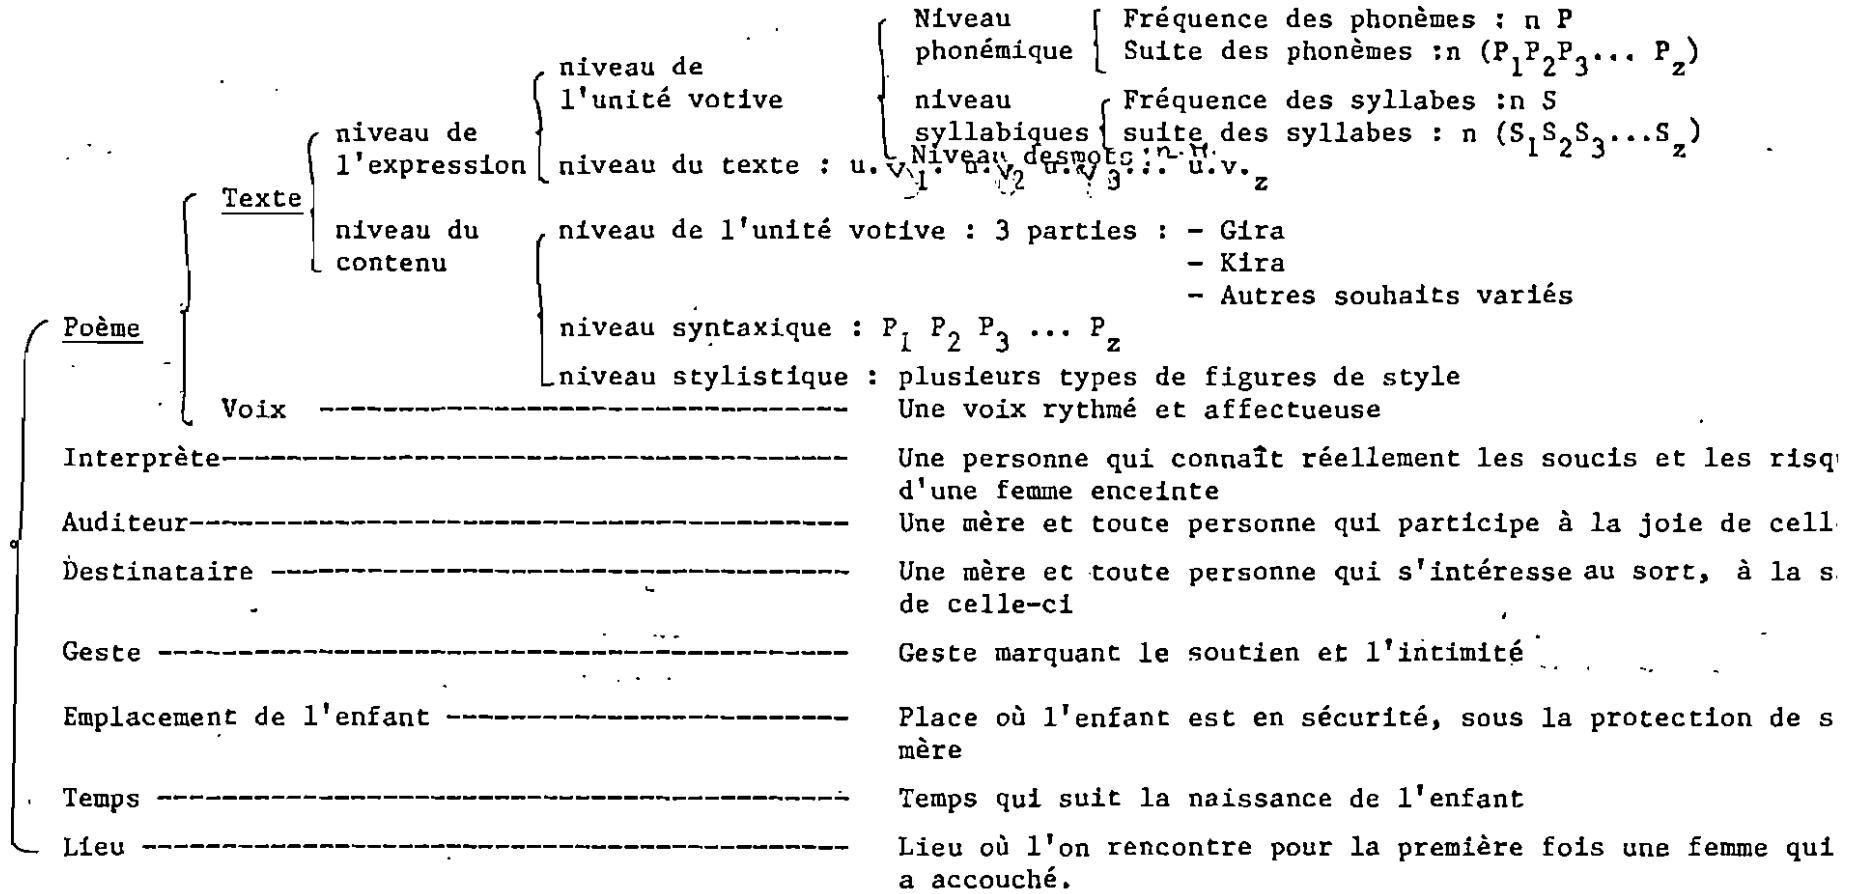 Niveau Fréquence des phonèmes : n P
phonémique Suite des phonèmes :n (P1P2P3... Pz)
niveau de
l'unité votive
niveau Fréquence des syllabes :n S
syllabiques suite des syllabes : n (S1S2S3...Sz)
Niveau des mots : n
niveau de
l'expression
niveau du texte : u.v1. u.v2 u.v3... u.v.z
Texte
niveau du
contenu
niveau de l'unité votive : 3 parties : - Gira
- Kira
- Autres souhaits variés
Poème
niveau syntaxique : P1 P2 P3 ... Pz
niveau stylistique : plusieurs types de figures de style
Voix ---------------------------------- Une voix rythmé et affectueuse
Interprète---------------------------------------- Une personne qui connaît réellement les soucis et les risq
d'une femme enceinte
Auditeur------------------------------------------ Une mère et toute personne qui participe à la joie de cell
Destinataire ------------------------------------- Une mère et toute personne qui s'intéresse au sort, à la s
de celle-ci
Geste -------------------------------------------- Geste marquant le soutien et l'intimité
Emplacement de l'enfant -------------------------- Place où l'enfant est en sécurité, sous la protection de s
mère
Temps -------------------------------------------- Temps qui suit la naissance de l'enfant
Lieu --------------------------------------------- Lieu où l'on rencontre pour la première fois une femme qui
a accouché.